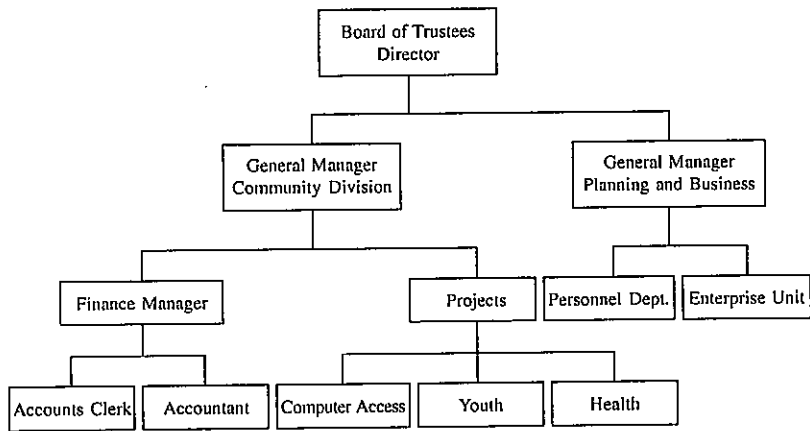 Board of Trustees
Director
General Manager
Community Division
General Manager
Planning and Business
Finance Manager
Projects
Personnel Dept.
Enterprise Unit
Accounts Clerk
Accountant
Computer Access
Youth
Health